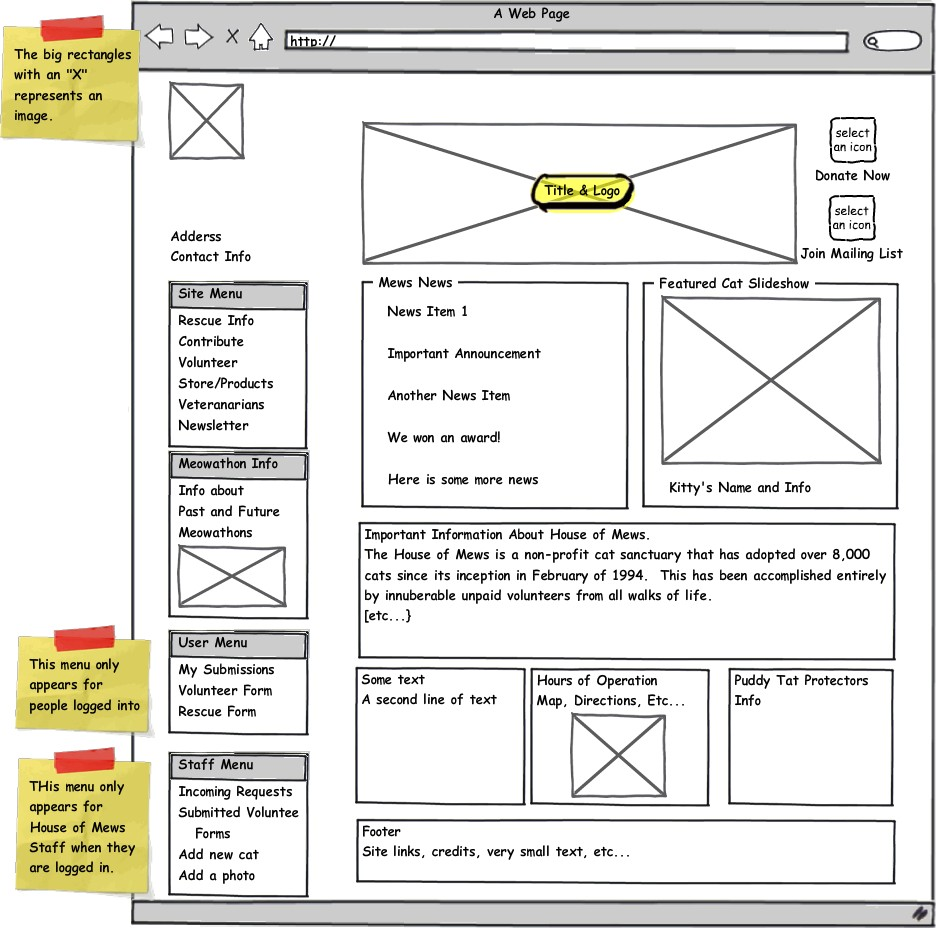 A Web Page
http://
The big rectangles
with an "X"
represents an
image.
Title & Logo
select
an icon
Donate Now
select
an icon
Join Mailing List
Adderss
Contact Info
Site Menu
Rescue Info
Contribute
Volunteer
Store/Products
Veteranarians
Newsletter
Meowathon Info
Info about
Past and Future
Meowathons
User Menu
My Submissions
Volunteer Form
Rescue Form
This menu only
appears for
people logged into
Staff Menu
Incoming Requests
Submitted Voluntee
Forms
Add new cat
Add a photo
THis menu only
appears for
House of Mews
Staff when they
are logged in.
Mews News
News Item 1
Important Announcement
Another News Item
We won an award!
Here is some more news
Featured Cat Slideshow
Kitty's Name and Info
Important Information About House of Mews.
The House of Mews is a non-profit cat sanctuary that has adopted over 8,000
cats since its inception in February of 1994. This has been accomplished entirely
by innuberable unpaid volunteers from all walks of life.
[etc...}
Some text
A second line of text
Hours of Operation
Map, Directions, Etc...
Puddy Tat Protectors
Info
Footer
Site links, credits, very small text, etc...